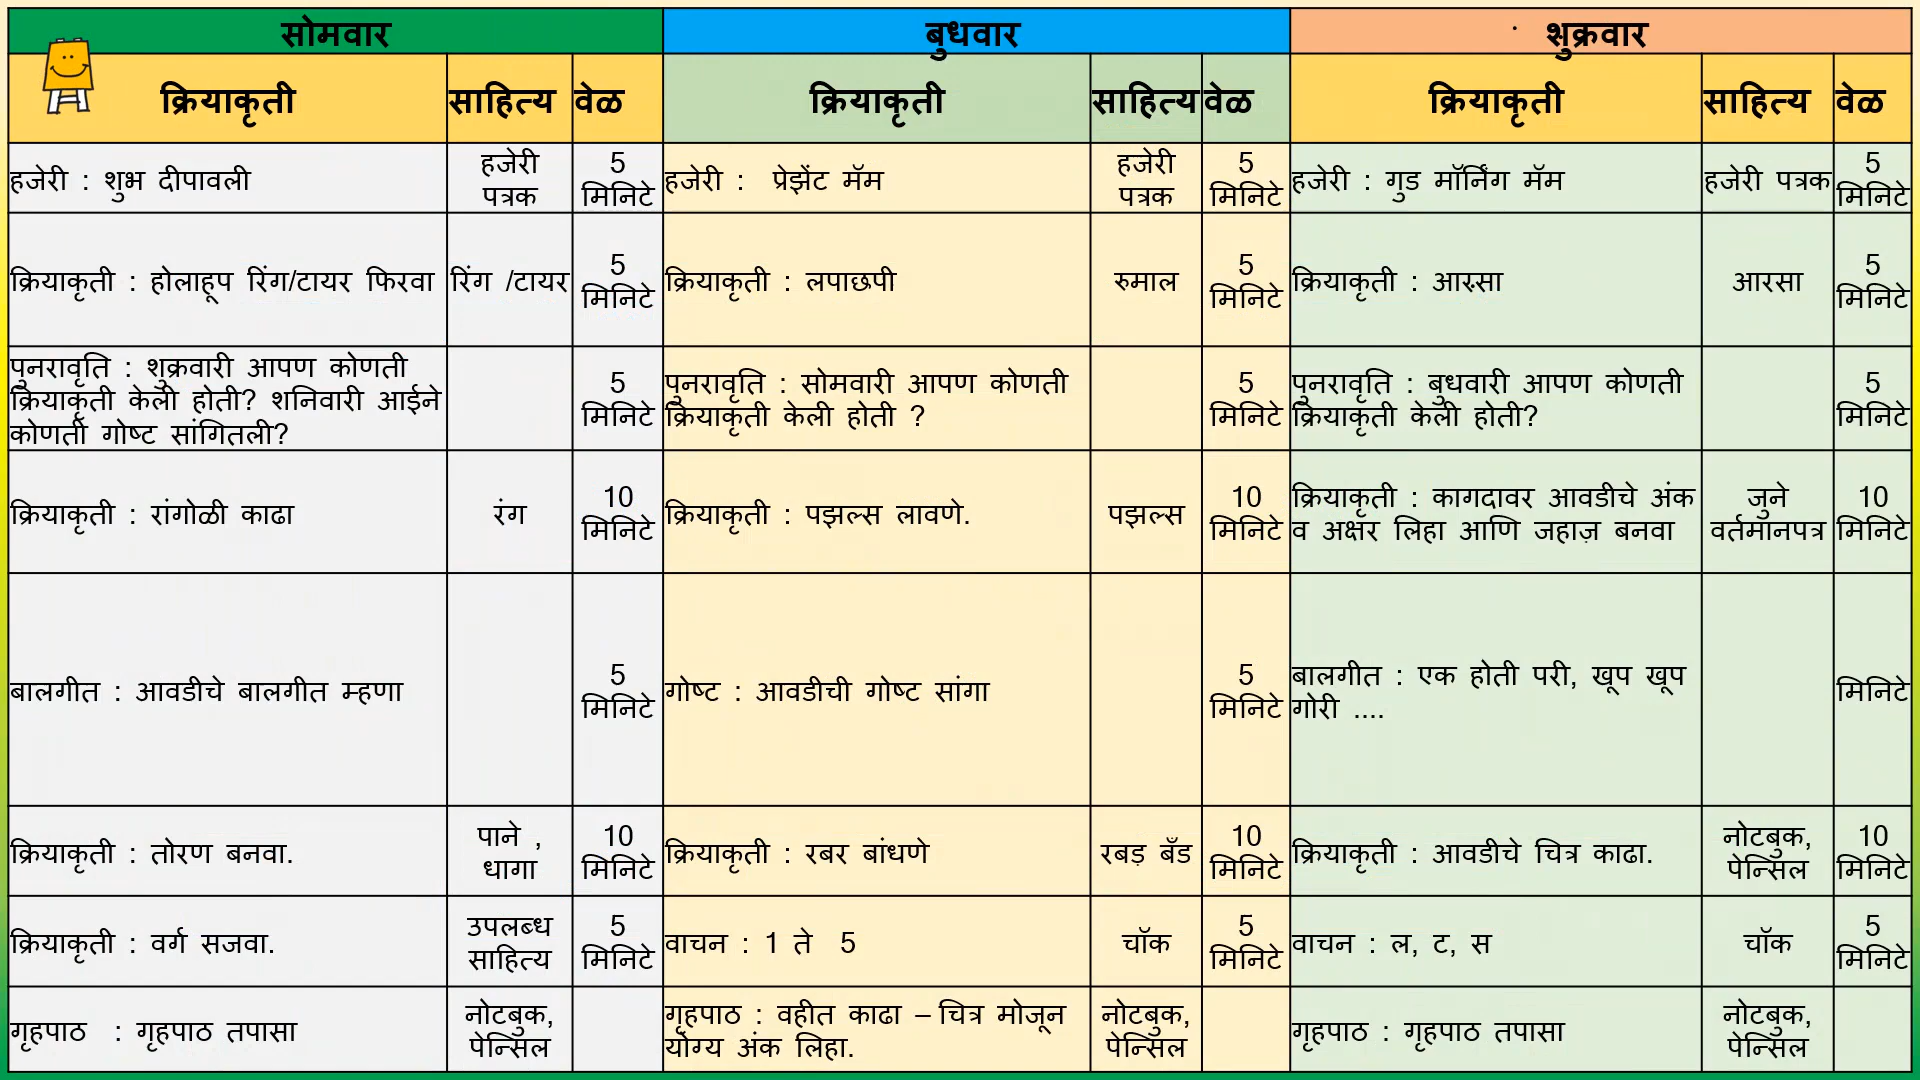 सोमवार बुधवार शुक्रवार
क्रियाकृती साहित्य वेळ क्रियाकृती साहित्य वेळ क्रियाकृती साहित्य वेळ
हजेरी : शुभ दीपावली
हजेरी
पत्रक
5
मिनिटे
हजेरी : प्रेझेंट मॅम
हजेरी
पत्रक
5
मिनिटे
हजेरी : गुड मॉर्निंग मॅम
हजेरी पत्रक
5
मिनिटे
क्रियाकृती : होलाहूप रिंग/टायर फिरवा
रिंग /टायर
5
मिनिटे
क्रियाकृती : लपाछपी
रुमाल
5
मिनिटे
क्रियाकृती : आरसा
आरसा
5
मिनिटे
पुनरावृति : शुक्रवारी आपण कोणती
क्रियाकृती केली होती? शनिवारी आईने
कोणती गोष्ट सांगितली?
5
मिनिटे
पुनरावृति : सोमवारी आपण कोणती
क्रियाकृती केली होती ?
5
मिनिटे
पुनरावृति : बुधवारी आपण कोणती
क्रियाकृती केली होती?
5
मिनिटे
क्रियाकृती : रांगोळी काढा
रंग
10
मिनिटे
क्रियाकृती : पझल्स लावणे.
पझल्स
10
मिनिटे
क्रियाकृती : कागदावर आवडीचे अंक
व अक्षर लिहा आणि जहाज़ बनवा
जुने
वर्तमानपत्र
10
मिनिटे
बालगीत : आवडीचे बालगीत म्हणा
5
मिनिटे
गोष्ट : आवडीची गोष्ट सांगा
5
मिनिटे
बालगीत : एक होती परी, खूप खूप
गोरी ....
मिनिटे
क्रियाकृती : तोरण बनवा.
पाने ,
धागा
10
मिनिटे
क्रियाकृती : रबर बांधणे
रबड़ बँड
10
मिनिटे
क्रियाकृती : आवडीचे चित्र काढा.
नोटबुक,
पेन्सिल
10
मिनिटे
क्रियाकृती : वर्ग सजवा.
उपलब्ध
साहित्य
5
मिनिटे
वाचन : 1 ते 5
चॉक
5
मिनिटे
वाचन : ल, ट, स
चॉक
5
मिनिटे
गृहपाठ : गृहपाठ तपासा
नोटबुक,
पेन्सिल
गृहपाठ : वहीत काढा – चित्र मोजून
योग्य अंक लिहा.
नोटबुक,
पेन्सिल
गृहपाठ : गृहपाठ तपासा
नोटबुक,
पेन्सिल